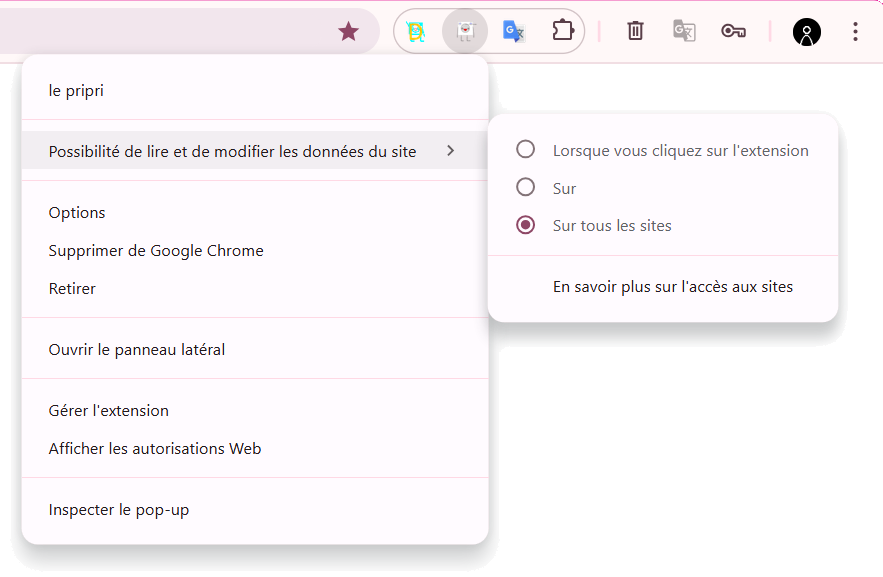 le pripri
Possibilité de lire et de modifier les données du site
Options
Supprimer de Google Chrome
Retirer
Ouvrir le panneau latéral
Gérer l'extension
Afficher les autorisations Web
Inspecter le pop-up
Lorsque vous cliquez sur l'extension
Sur
Sur tous les sites
En savoir plus sur l'accès aux sites